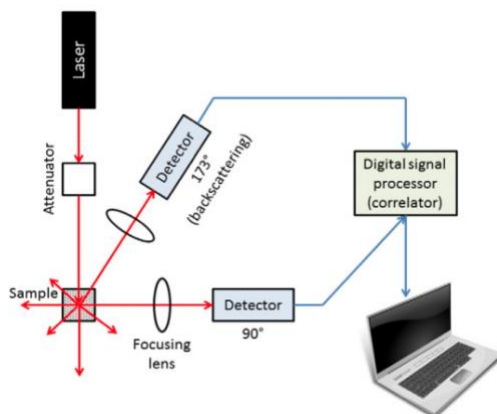 Laser
Attenuator
Detector
173°
(backscattering)
Digital signal
processor
(correlator)
Sample
Detector
90°
Focusing
lens